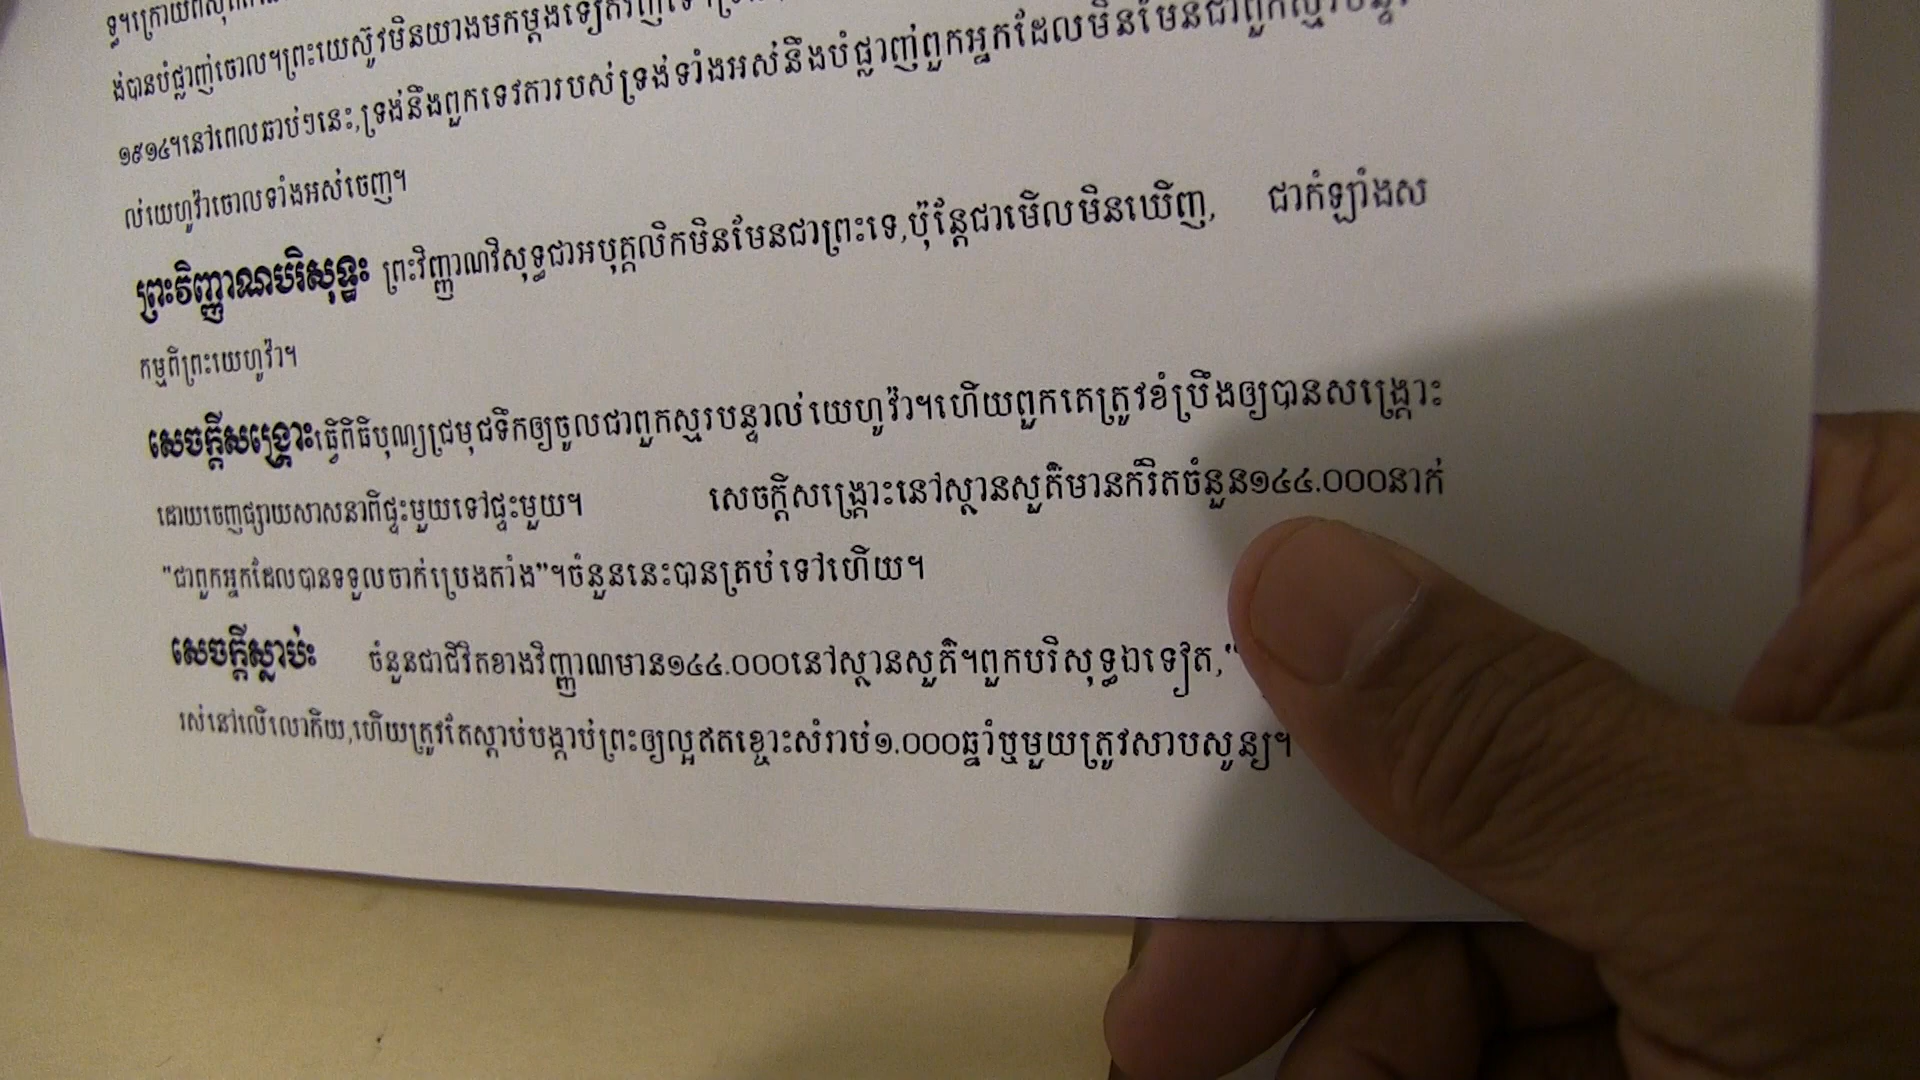 ង់បានបំផ្លាញ់ចោល។ព្រះយេស៊ូវមិនយាងមកម្ដងទៀតវិញទេ។
១៩១៤។នៅពេលឆាប់ៗនេះ,ទ្រង់នឹងពួកទេវតារបស់ទ្រង់ទាំងអស់នឹងបំផ្លាញ់ពួកអ្នកដែលមិនមែនជាពួកស្មរបន្ទា
ល់យេហូវ៉ាចោលទាំងអស់ចេញ។
ព្រះវិញ្ញាណបរិសុទ្ធះ ព្រះវិញ្ញាណវិសុទ្ធជាអបុគ្គលិកមិនមែនជាព្រះទេ,ប៉ុន្តែជាមើលមិនឃើញ, ជាកំឡាំងស
កម្មពីព្រះយេហូវ៉ា។
សេចក្ដីសង្គ្រោះធ្វើពិធីបុណ្យជ្រមុជទឹកឲ្យចូលជាពួកស្មរបន្ទាល់យេហូវ៉ា។ហើយពួកគេត្រូវខំប្រឹងឲ្យបានសង្គ្រោះ
ដោយចេញផ្សាយសាសនាពីផ្ទះមួយទៅផ្ទះមួយ។ សេចក្ដីសង្គ្រោះនៅស្ថានសួគ៌មានកំរិតចំនួន១៤៤.០០០នាក់
"ជាពួកអ្នកដែលបានទទួលចាក់ប្រេងតាំង"។ចំនួននេះបានគ្រប់ទៅហើយ។
សេចក្ដីស្លាប់ះ ចំនួនជាជីវិតខាងវិញ្ញាណមាន១៤៤.០០០នៅស្ថានសួគ៌។ពួកបរិសុទ្ធឯទៀត,"
រស់នៅលើលោកិយ,ហើយត្រូវតែស្ដាប់បង្គាប់ព្រះឲ្យល្អឥតខ្ចោះសំរាប់១.០០០ឆ្នាំឬមួយត្រូវសាបសូន្យ។